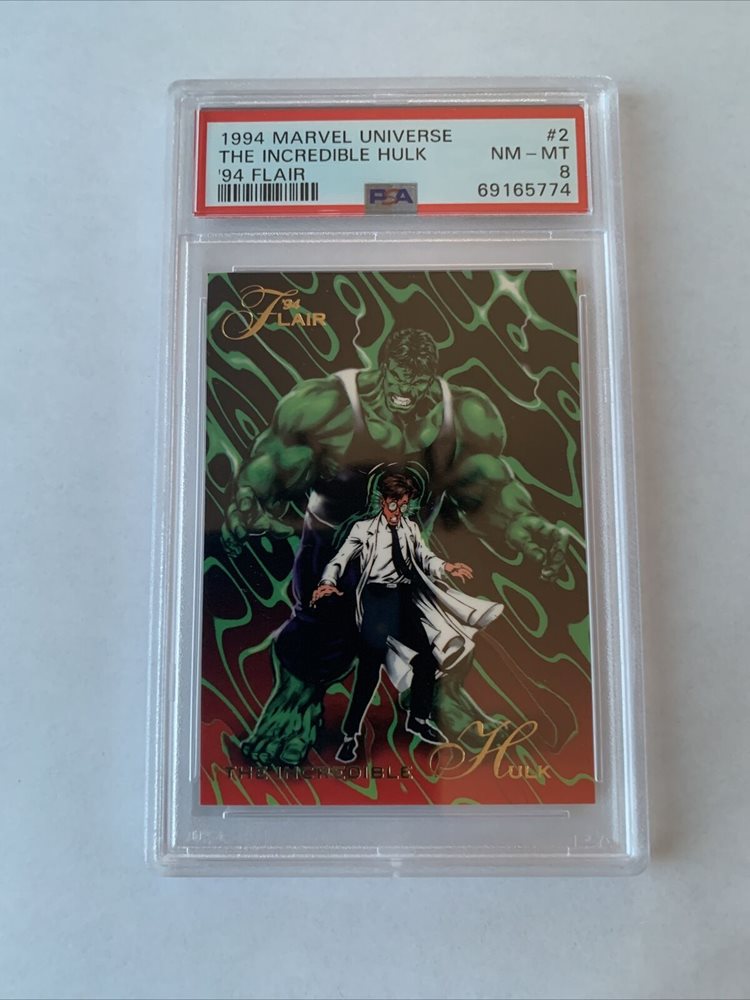 1994 MARVEL UNIVERSE #2
THE INCREDIBLE HULK NM – MT
'94 FLAIR 8
PSA 69165774
'94
FLAIR
THE INCREDIBLE HULK